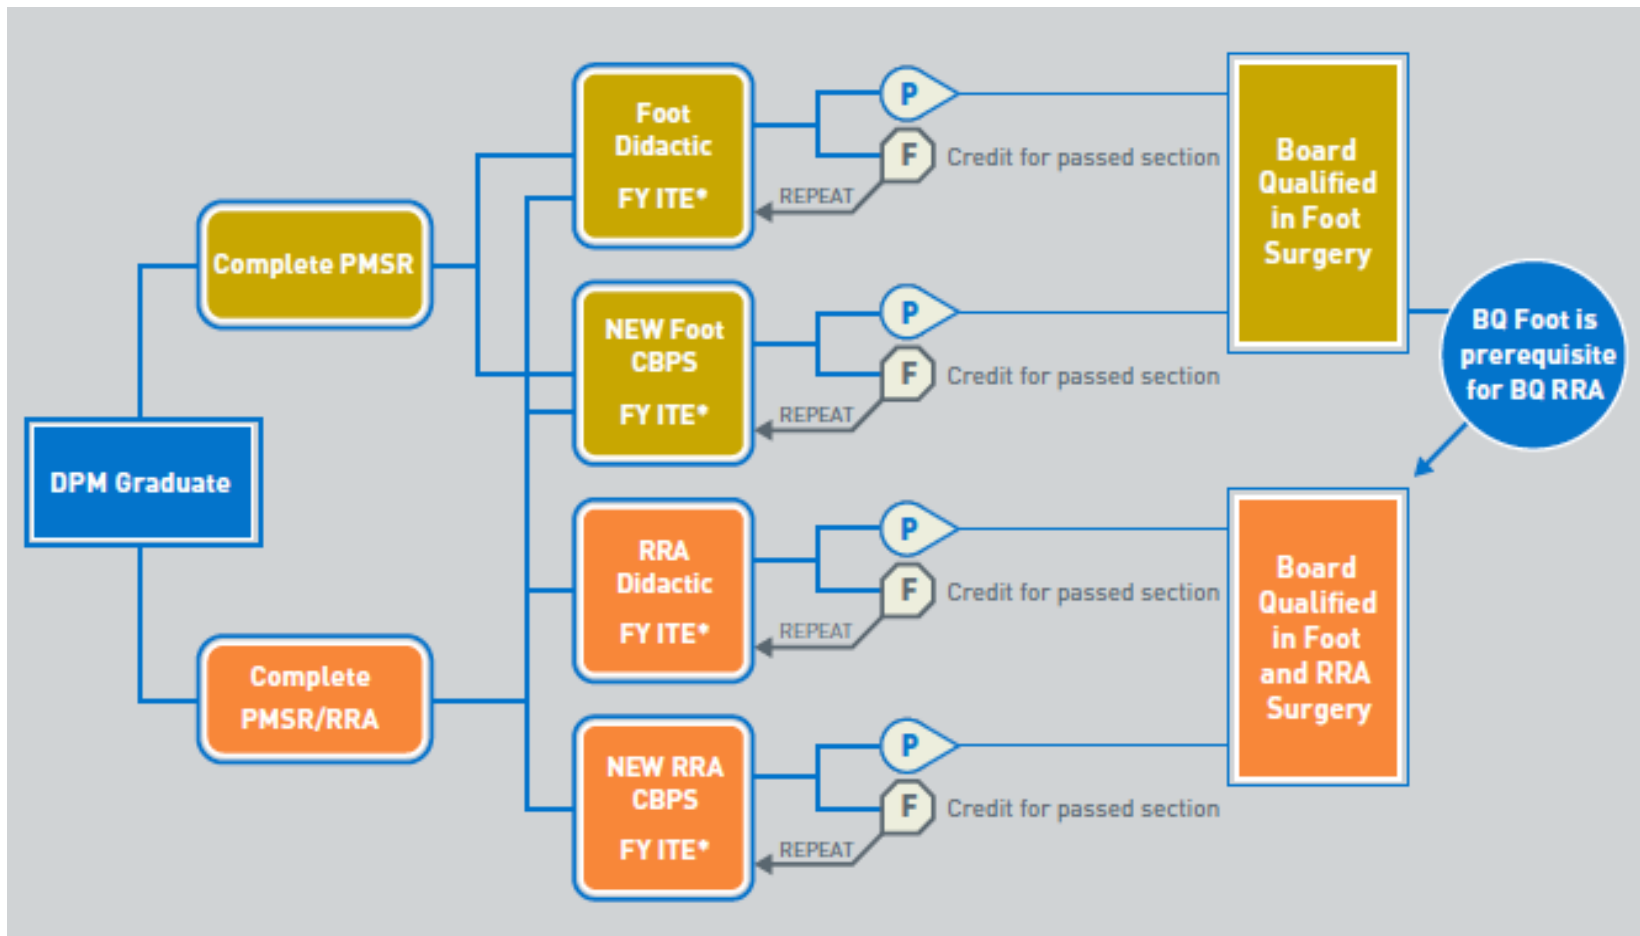 DPM Graduate
Complete PMSR
Complete
PMSR/RRA
Foot
Didactic
FY ITE*
P
F
Credit for passed section
REPEAT
NEW Foot
CBPS
FY ITE*
P
F
Credit for passed section
REPEAT
RRA
Didactic
FY ITE*
P
F
Credit for passed section
REPEAT
NEW RRA
CBPS
FY ITE*
P
F
Credit for passed section
REPEAT
Board
Qualified
in Foot
Surgery
BQ Foot is
prerequisite
for BQ RRA
Board
Qualified
in Foot
and RRA
Surgery